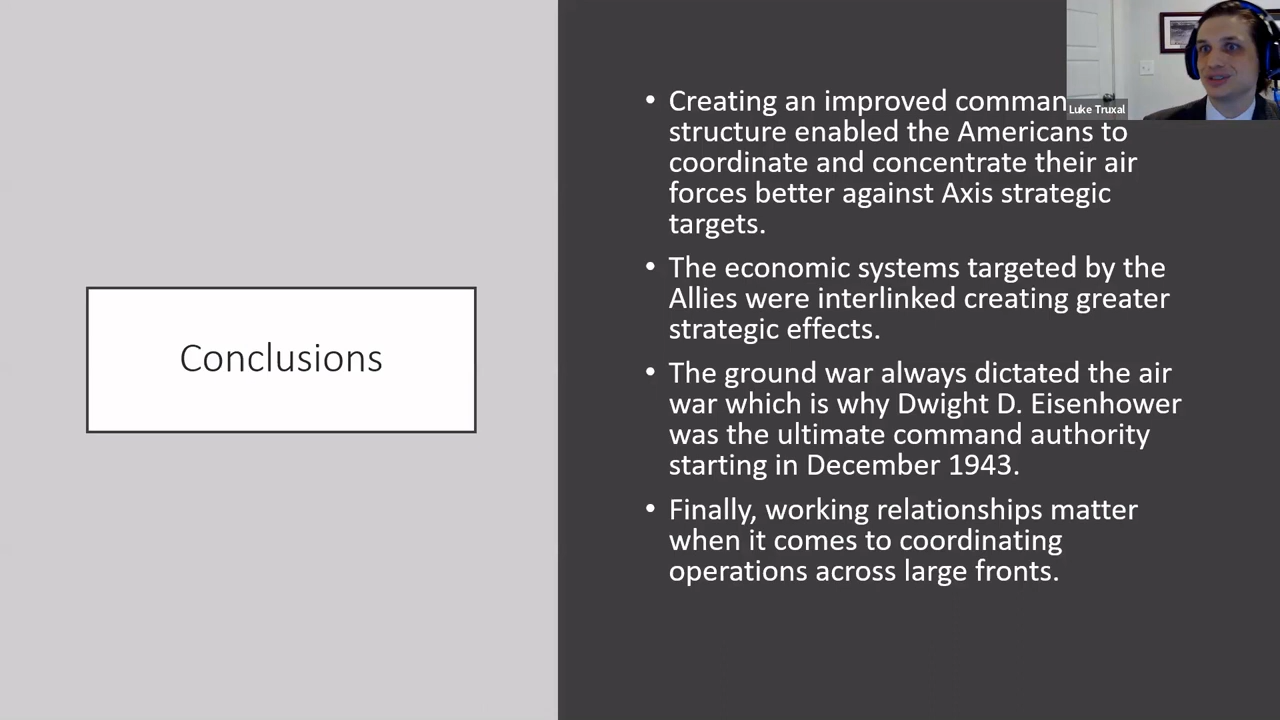 Luke Truxal
Conclusions
• Creating an improved comman
structure enabled the Americans to
coordinate and concentrate their air
forces better against Axis strategic
targets.
• The economic systems targeted by the
Allies were interlinked creating greater
strategic effects.
• The ground war always dictated the air
war which is why Dwight D. Eisenhower
was the ultimate command authority
starting in December 1943.
• Finally, working relationships matter
when it comes to coordinating
operations across large fronts.